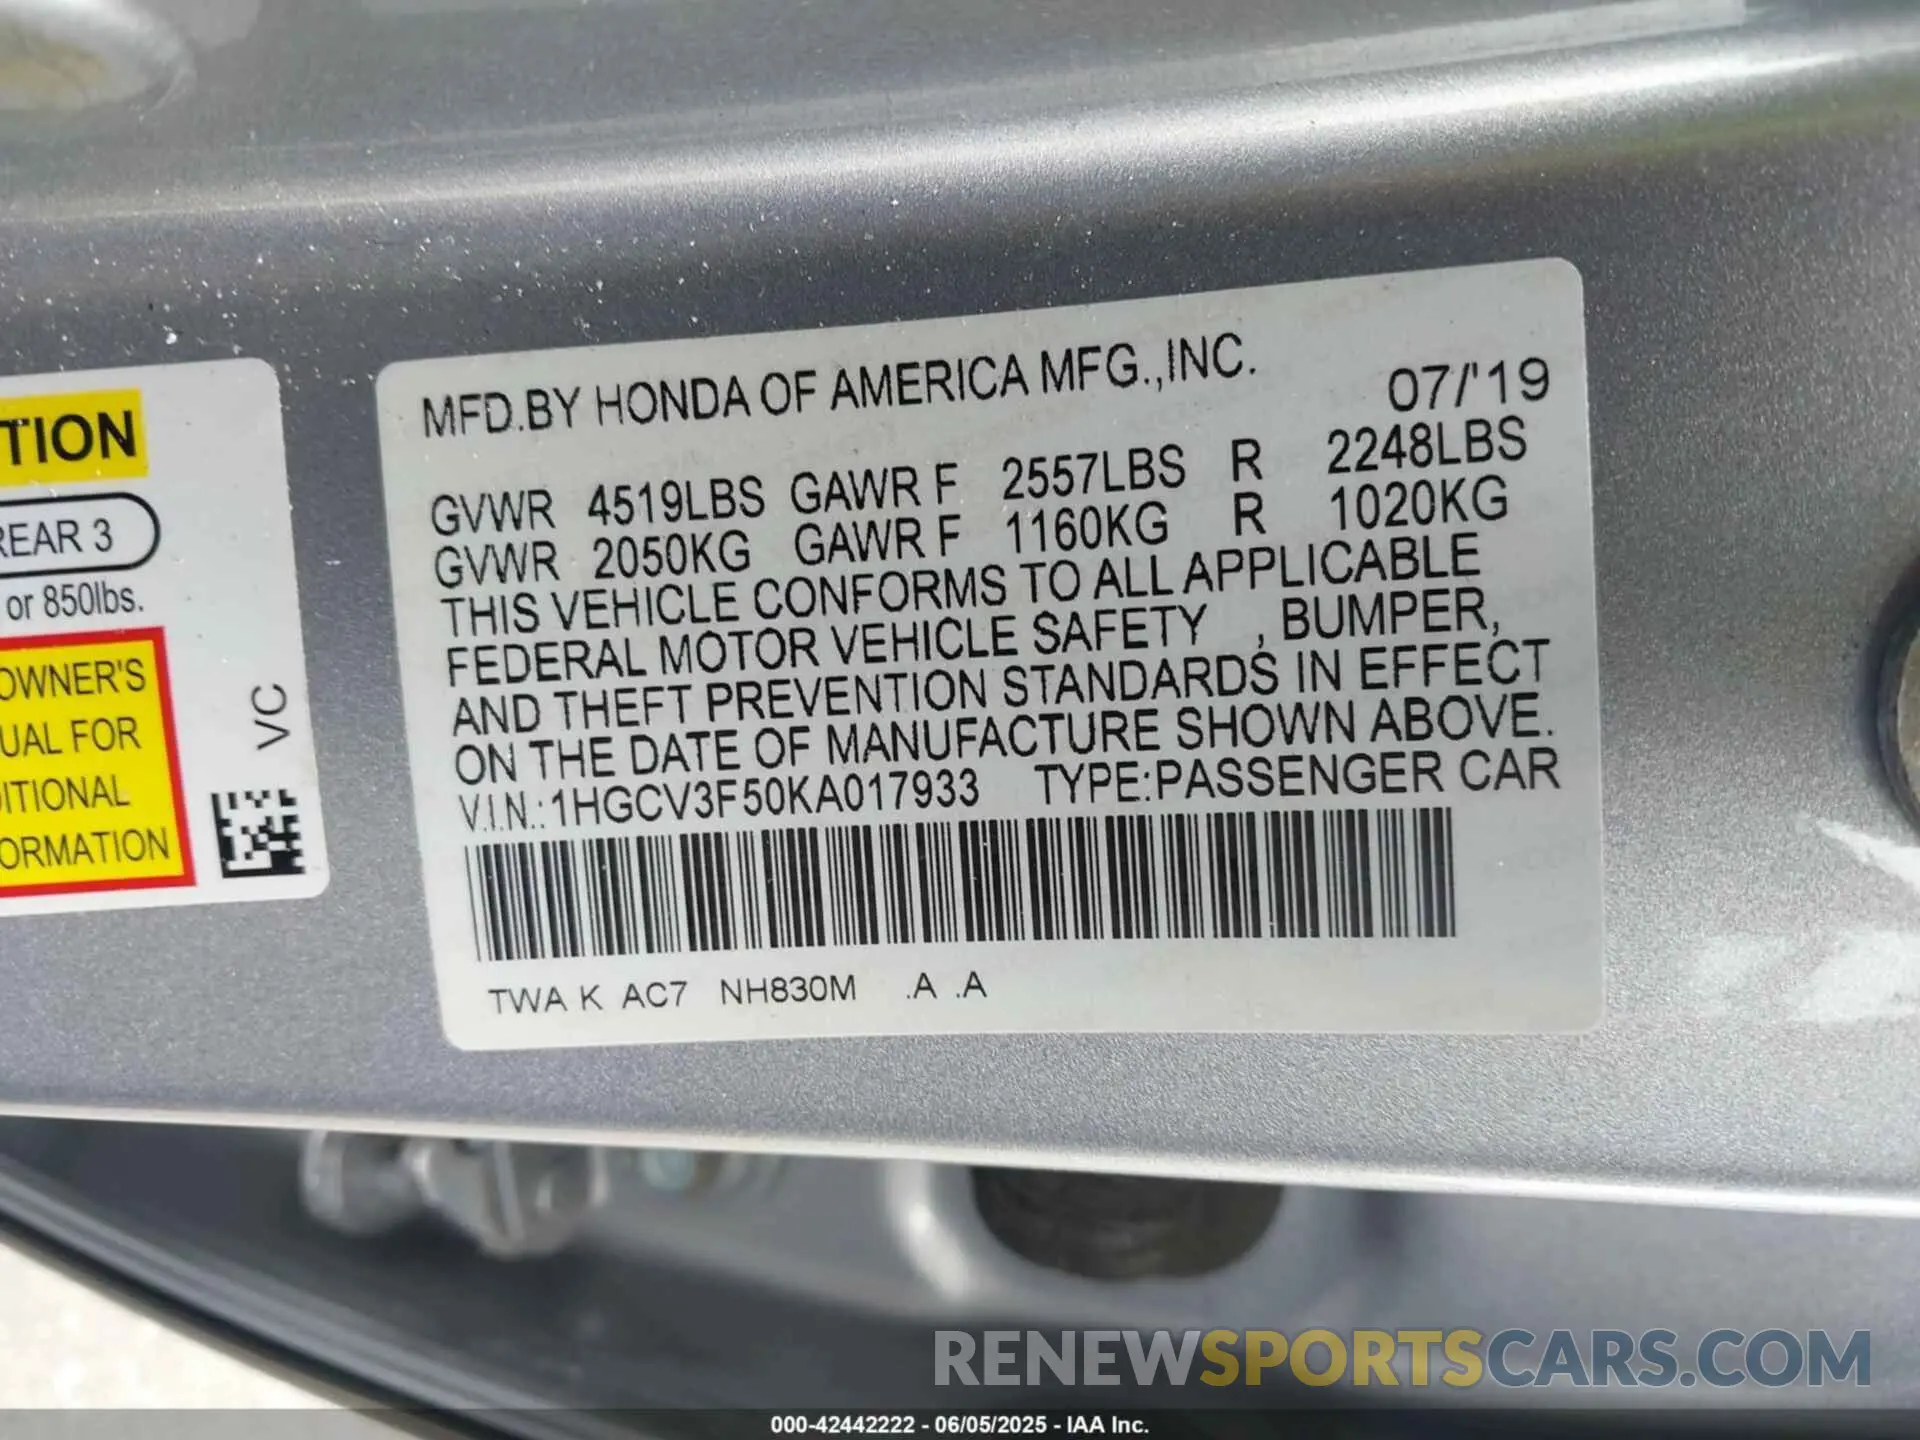 TION
REAR 3
or 850lbs.
OWNER'S
UAL FOR
ITIONAL
ORMATION
VC
MFD.BY HONDA OF AMERICA MFG.,INC. 07/'19
GVWR 4519LBS GAWR F 2557LBS R 2248LBS
GVWR 2050KG GAWR F 1160KG R 1020KG
THIS VEHICLE CONFORMS TO ALL APPLICABLE
FEDERAL MOTOR VEHICLE SAFETY , BUMPER,
AND THEFT PREVENTION STANDARDS IN EFFECT
ON THE DATE OF MANUFACTURE SHOWN ABOVE.
V.I.N.:1HGCV3F50KA017933 TYPE:PASSENGER CAR
TWA K AC7 NH830M .A .A
RENEWSPORTSCARS.COM
000-42442222 - 06/05/2025 - IAA Inc.